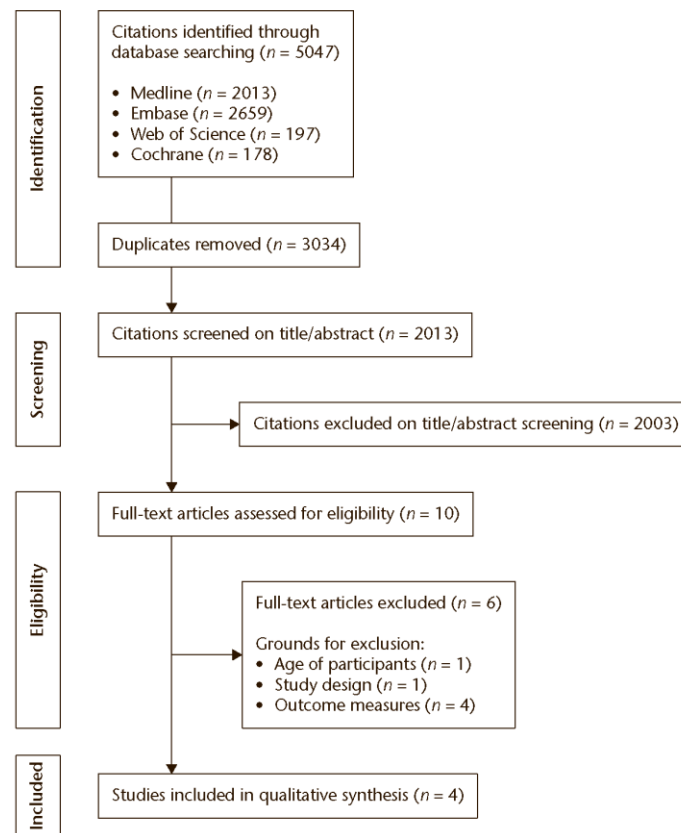 Identification
Citations identified through
database searching (n = 5047)
• Medline (n = 2013)
• Embase (n = 2659)
• Web of Science (n = 197)
• Cochrane (n = 178)
Duplicates removed (n = 3034)
Screening
Citations screened on title/abstract (n = 2013)
Citations excluded on title/abstract screening (n = 2003)
Eligibility
Full-text articles assessed for eligibility (n = 10)
Full-text articles excluded (n = 6)
Grounds for exclusion:
• Age of participants (n = 1)
• Study design (n = 1)
• Outcome measures (n = 4)
Included
Studies included in qualitative synthesis (n = 4)